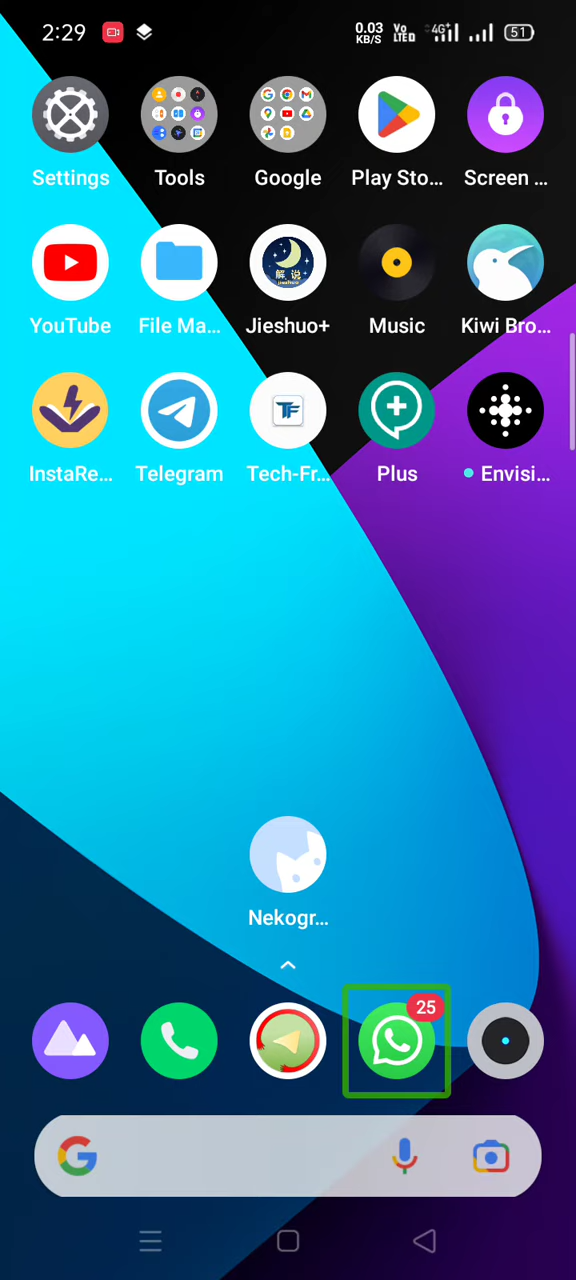 2:29 0.03 KB/S Vo LTE 4G+ 51
Settings Tools Google Play Sto... Screen ...
解说
YouTube File Ma... Jieshuo+ Music Kiwi Bro...
TF
InstaRe... Telegram Tech-Fr... Plus Envisi...
Nekogr...
25